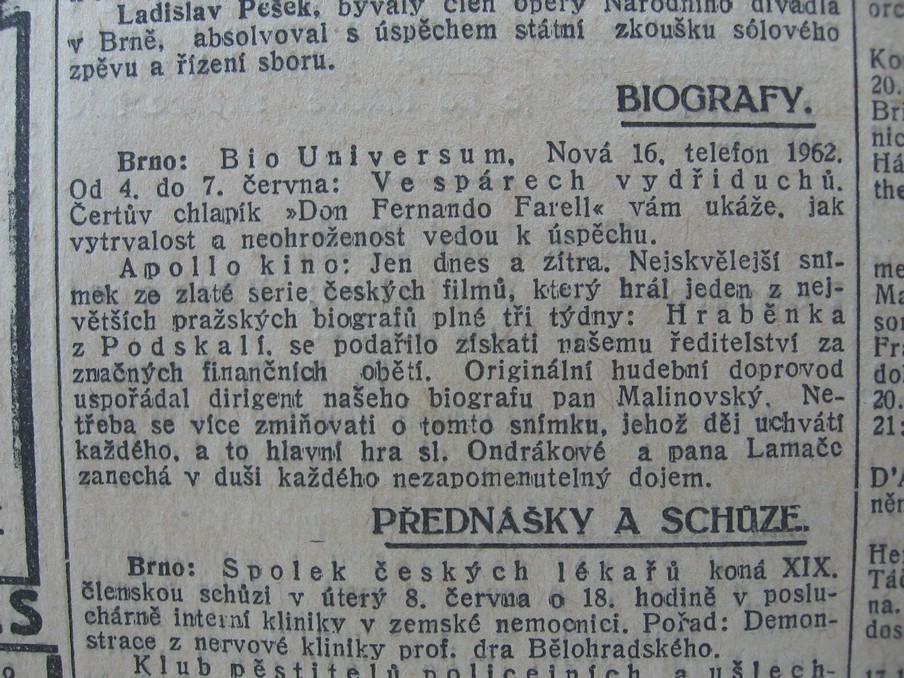 Ladislav Pešek, bývalý člen opery Národního divadla
v Brně, absolvoval s úspěchem státní zkoušku sólového
zpěvu a řízení sboru.
BIOGRAFY.
Brno: Bio Universum, Nová 16, telefon 1962.
Od 4. do 7. června: Ve spárech vydřiduchů.
Čertův chlapík »Don Fernando Farell« vám ukáže, jak
vytrvalost a neohroženost vedou k úspěchu.
Apollo kino: Jen dnes a zítra. Nejskvělejší sní-
mek ze zlaté serie českých filmů, který hrál jeden z nej-
větších pražských biografů plné tři týdny: Hraběnka
z Podskalí, se podařilo získati našemu ředitelství za
značných finančních obětí. Originální hudební doprovod
uspořádal dirigent našeho biografu pan Malinovský. Ne-
třeba se více zmiňovati o tomto snímku, jehož děj uchvátí
každého, a to hlavní hra sl. Ondrákové a pana Lamače
zanechá v duši každého nezapomenutelný dojem.
PŘEDNÁŠKY A SCHŮZE.
Brno: Spolek českých lékařů koná XIX.
člemskou schůzi v úterý 8. června o 18. hodině v poslu-
chárně interní kliniky v zemské nemocnici. Pořad: Demon-
strace z nervové kliniky prof. dra Bělohradského.
Klub pěstitelů policejních a ušlech-